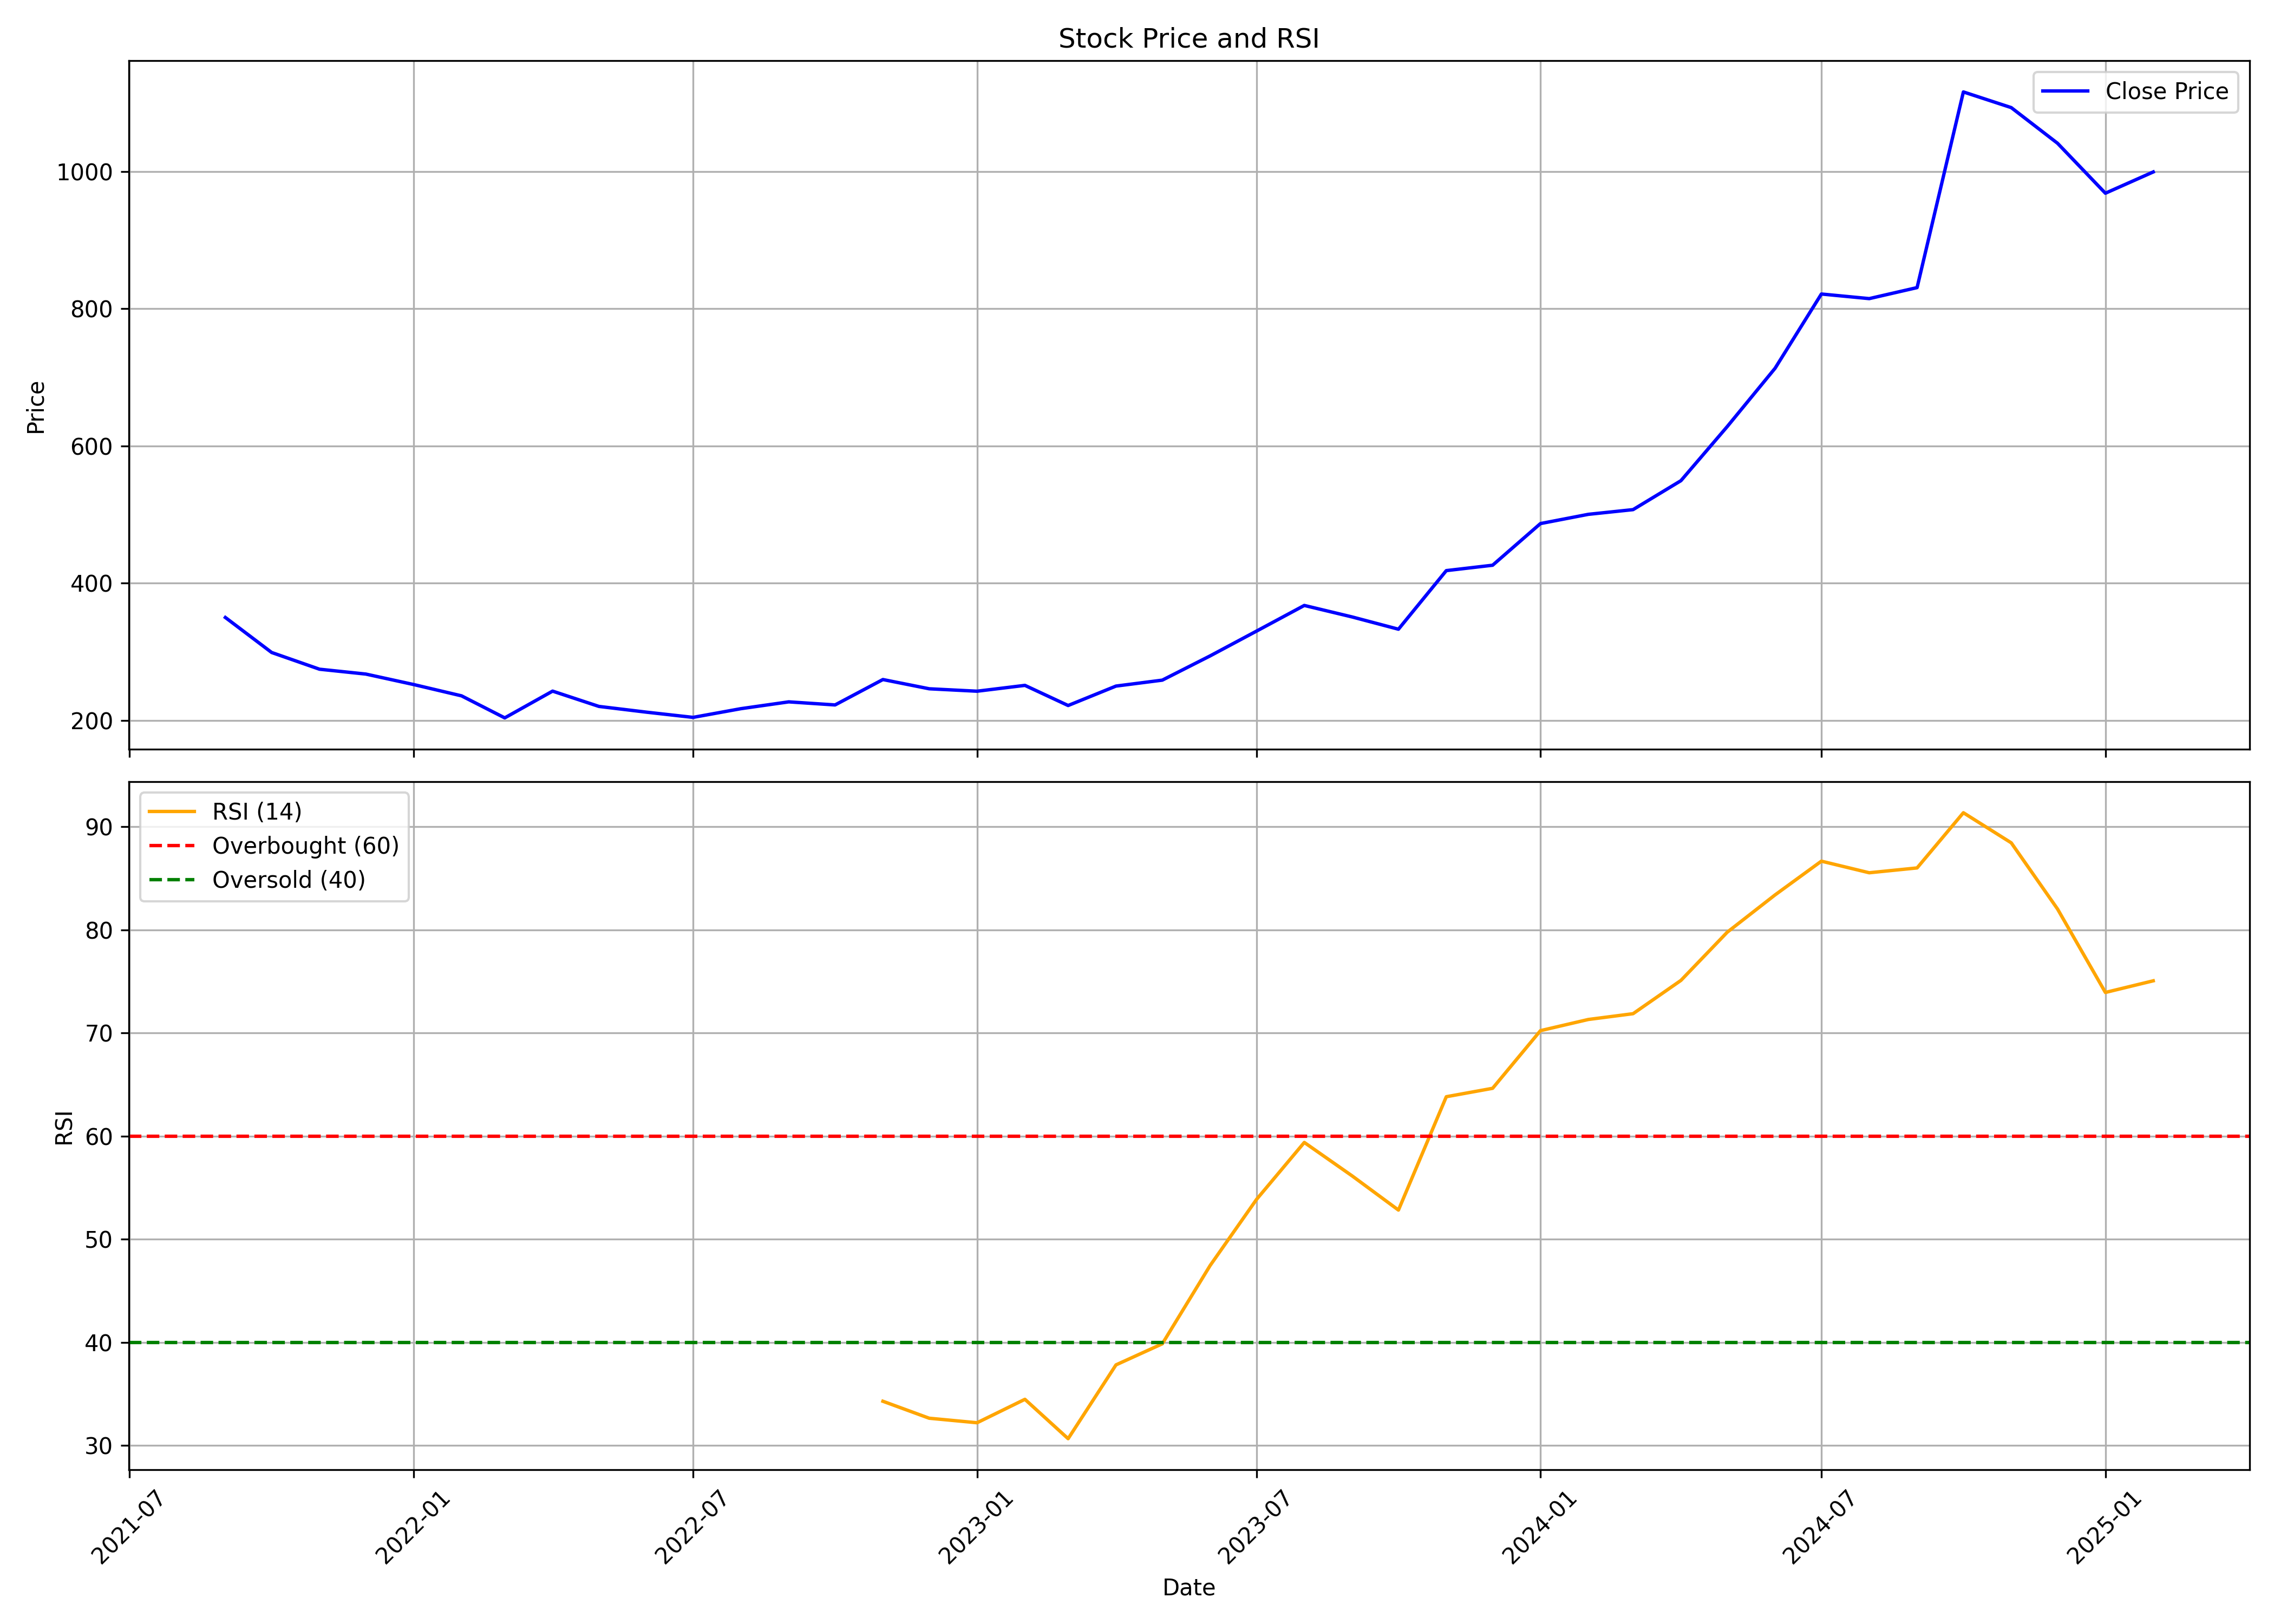 Stock Price and RSI
Close Price
1000
800
600
400
200
Price
RSI (14)
Overbought (60)
Oversold (40)
90
80
70
60
50
40
30
RSI
2021-07
2022-01
2022-07
2023-01
2023-07
2024-01
2024-07
2025-01
Date